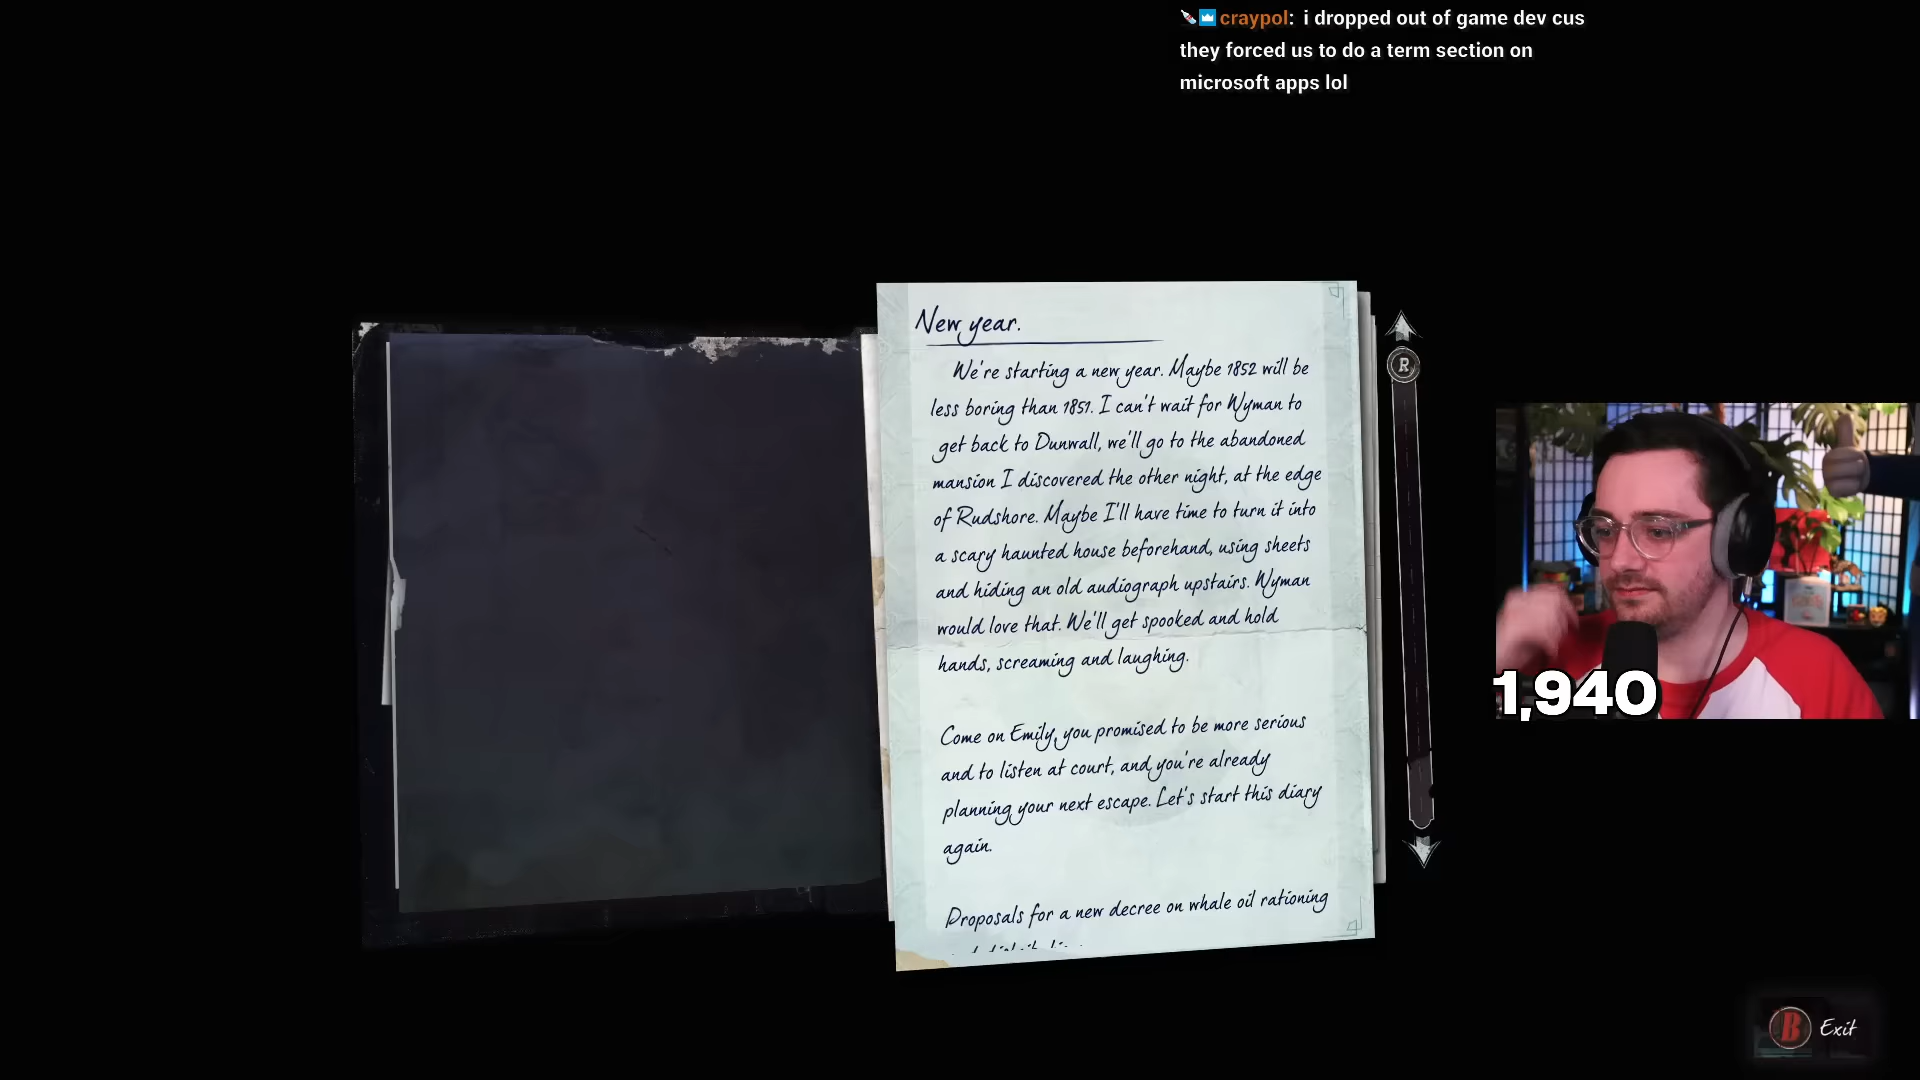 craypol: i dropped out of game dev cus
they forced us to do a term section on
microsoft apps lol
New year.
We're starting a new year. Maybe 1852 will be
less boring than 1851. I can't wait for Wyman to
get back to Dunwall, we'll go to the abandoned
mansion I discovered the other night, at the edge
of Rudshore. Maybe I'll have time to turn it into
a scary haunted house beforehand, using sheets
and hiding an old audiograph upstairs. Wyman
would love that. We'll get spooked and hold
hands, screaming and laughing.
Come on Emily, you promised to be more serious
and to listen at court, and you're already
planning your next escape. Let's start this diary
again.
Proposals for a new decree on whale oil rationing
R
1,940
B Exit